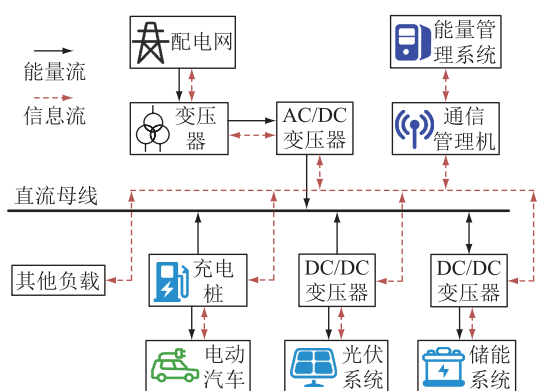 能量流
信息流
配电网
变压
器
AC/DC
变压器
能量管
理系统
通信
管理机
直流母线
其他负载
充电
桩
DC/DC
变压器
DC/DC
变压器
电动
汽车
光伏
系统
储能
系统